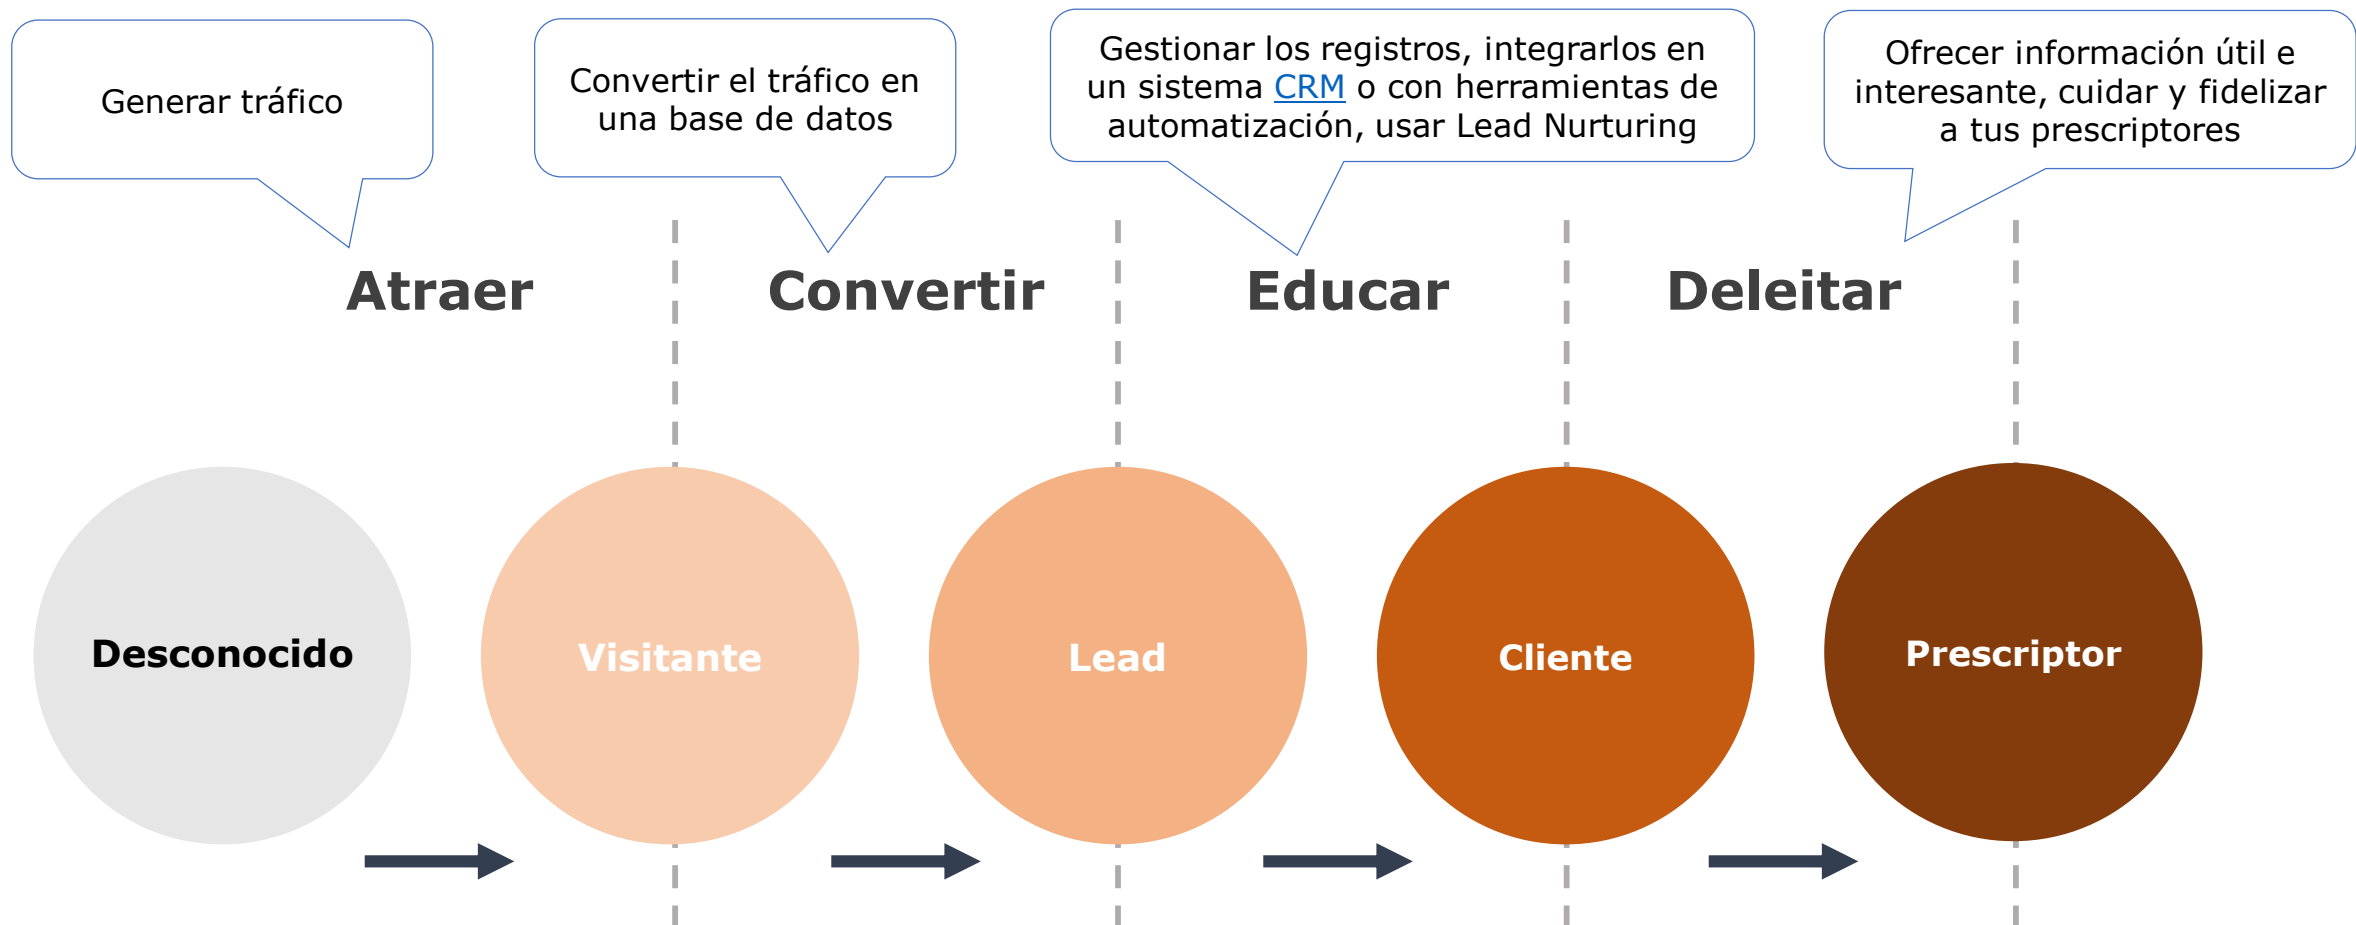 Generar tráfico
Convertir el tráfico en
una base de datos
Gestionar los registros, integrarlos en
un sistema CRM o con herramientas de
automatización, usar Lead Nurturing
Ofrecer información útil e
interesante, cuidar y fidelizar
a tus prescriptores
Atraer
Convertir
Educar
Deleitar
Desconocido
Visitante
Lead
Cliente
Prescriptor